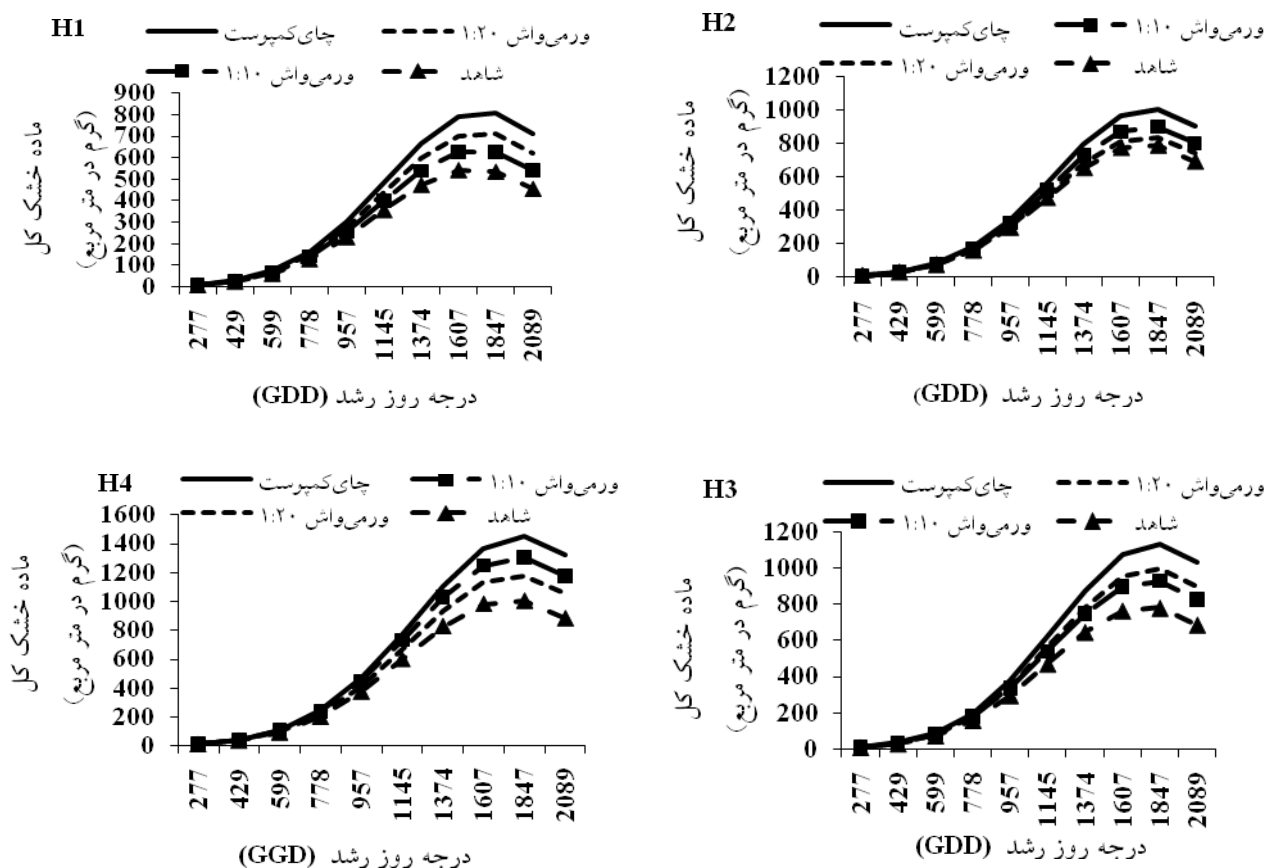 H1
چای‌کمپوست
ورمی‌واش ۱:۲۰
ورمی‌واش ۱:۱۰
شاهد
ماده خشک کل
(گرم در متر مربع)
900
800
700
600
500
400
300
200
100
0
277
429
599
778
957
1145
1374
1607
1847
2089
درجه روز رشد (GDD)
H2
چای‌کمپوست
ورمی‌واش ۱:۱۰
ورمی‌واش ۱:۲۰
شاهد
ماده خشک کل
(گرم در متر مربع)
1200
1000
800
600
400
200
0
277
429
599
778
957
1145
1374
1607
1847
2089
درجه روز رشد (GDD)
H4
چای‌کمپوست
ورمی‌واش ۱:۱۰
ورمی‌واش ۱:۲۰
شاهد
ماده خشک کل
(گرم در متر مربع)
1600
1400
1200
1000
800
600
400
200
0
277
429
599
778
957
1145
1374
1607
1847
2089
درجه روز رشد (GGD)
H3
چای‌کمپوست
ورمی‌واش ۱:۲۰
ورمی‌واش ۱:۱۰
شاهد
ماده خشک کل
(گرم در متر مربع)
1200
1000
800
600
400
200
0
277
429
599
778
957
1145
1374
1607
1847
2089
درجه روز رشد (GDD)